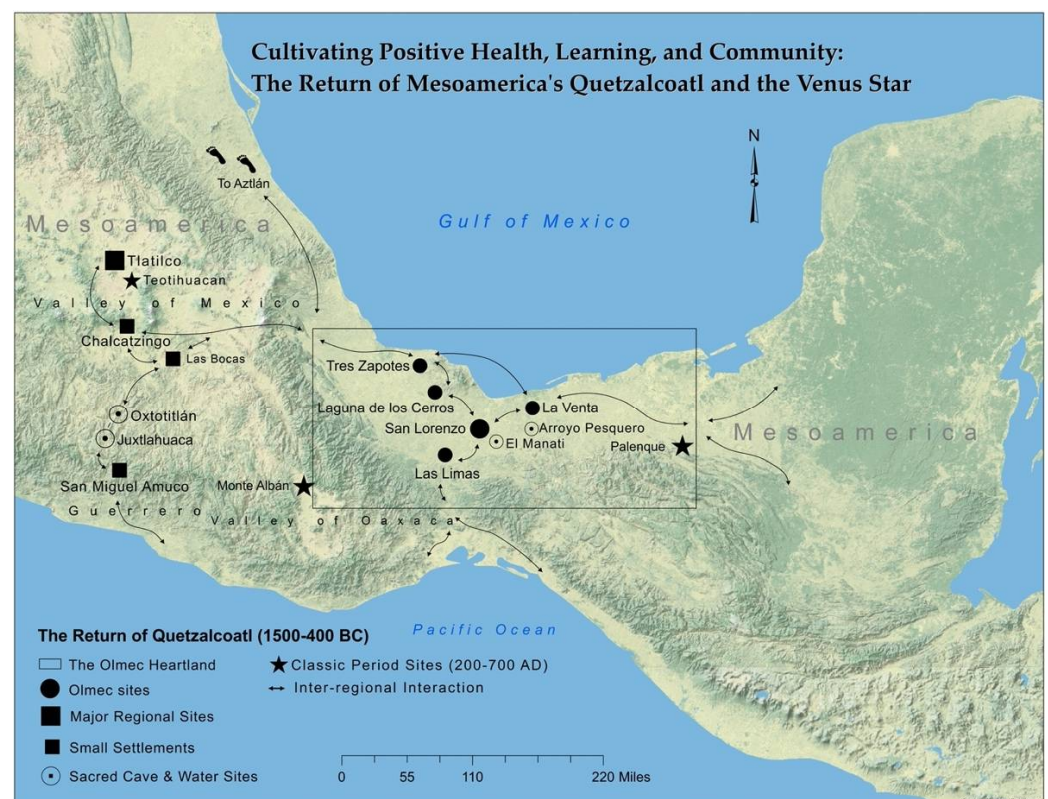 Cultivating Positive Health, Learning, and Community:
The Return of Mesoamerica's Quetzalcoatl and the Venus Star
N
To Aztlán
Gulf of Mexico
Mesoamerica
Tlatilco
Teotihuacan
Valley of Mexico
Chalcatzingo
Las Bocas
Tres Zapotes
Oxtotitlán
Laguna de los Cerros
La Venta
Juxtlahuaca
San Lorenzo
Arroyo Pesquero
El Manati
Palenque
Mesoamerica
San Miguel Amuco
Monte Albán
Las Limas
Guerrero
Valley of Oaxaca
Pacific Ocean
The Return of Quetzalcoatl (1500-400 BC)
The Olmec Heartland
Classic Period Sites (200-700 AD)
Olmec sites
Inter-regional Interaction
Major Regional Sites
Small Settlements
Sacred Cave & Water Sites
0 55 110 220 Miles